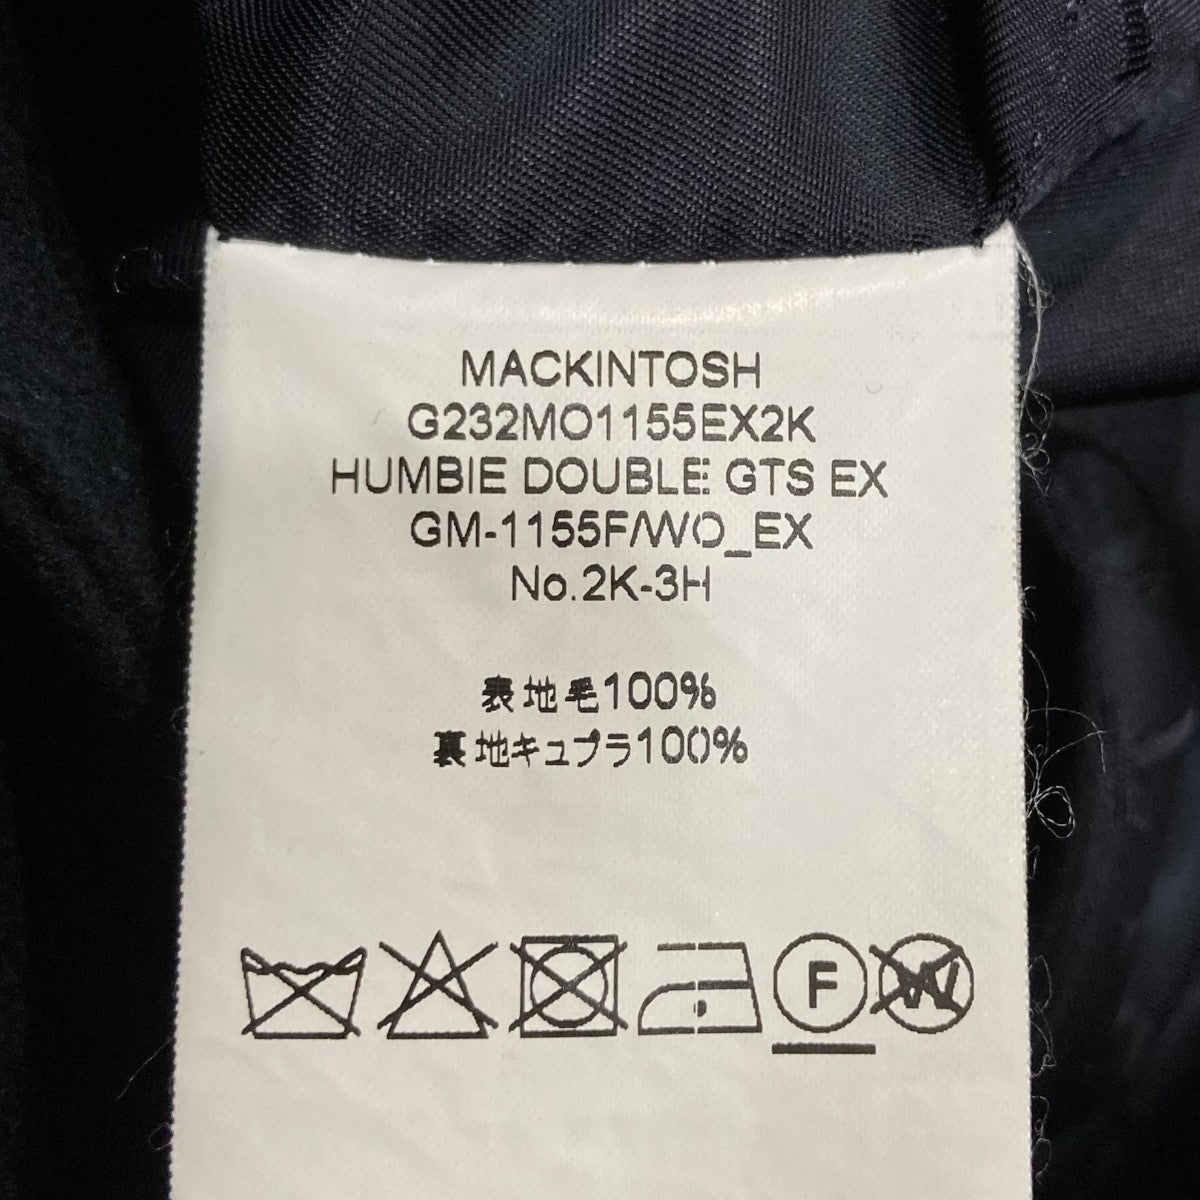 MACKINTOSH
G232MO1155EX2K
HUMBIE DOUBLE GTS EX
GM-1155F/WO_EX
No.2K-3H
表地毛100%
裏地キュプラ100%
F W